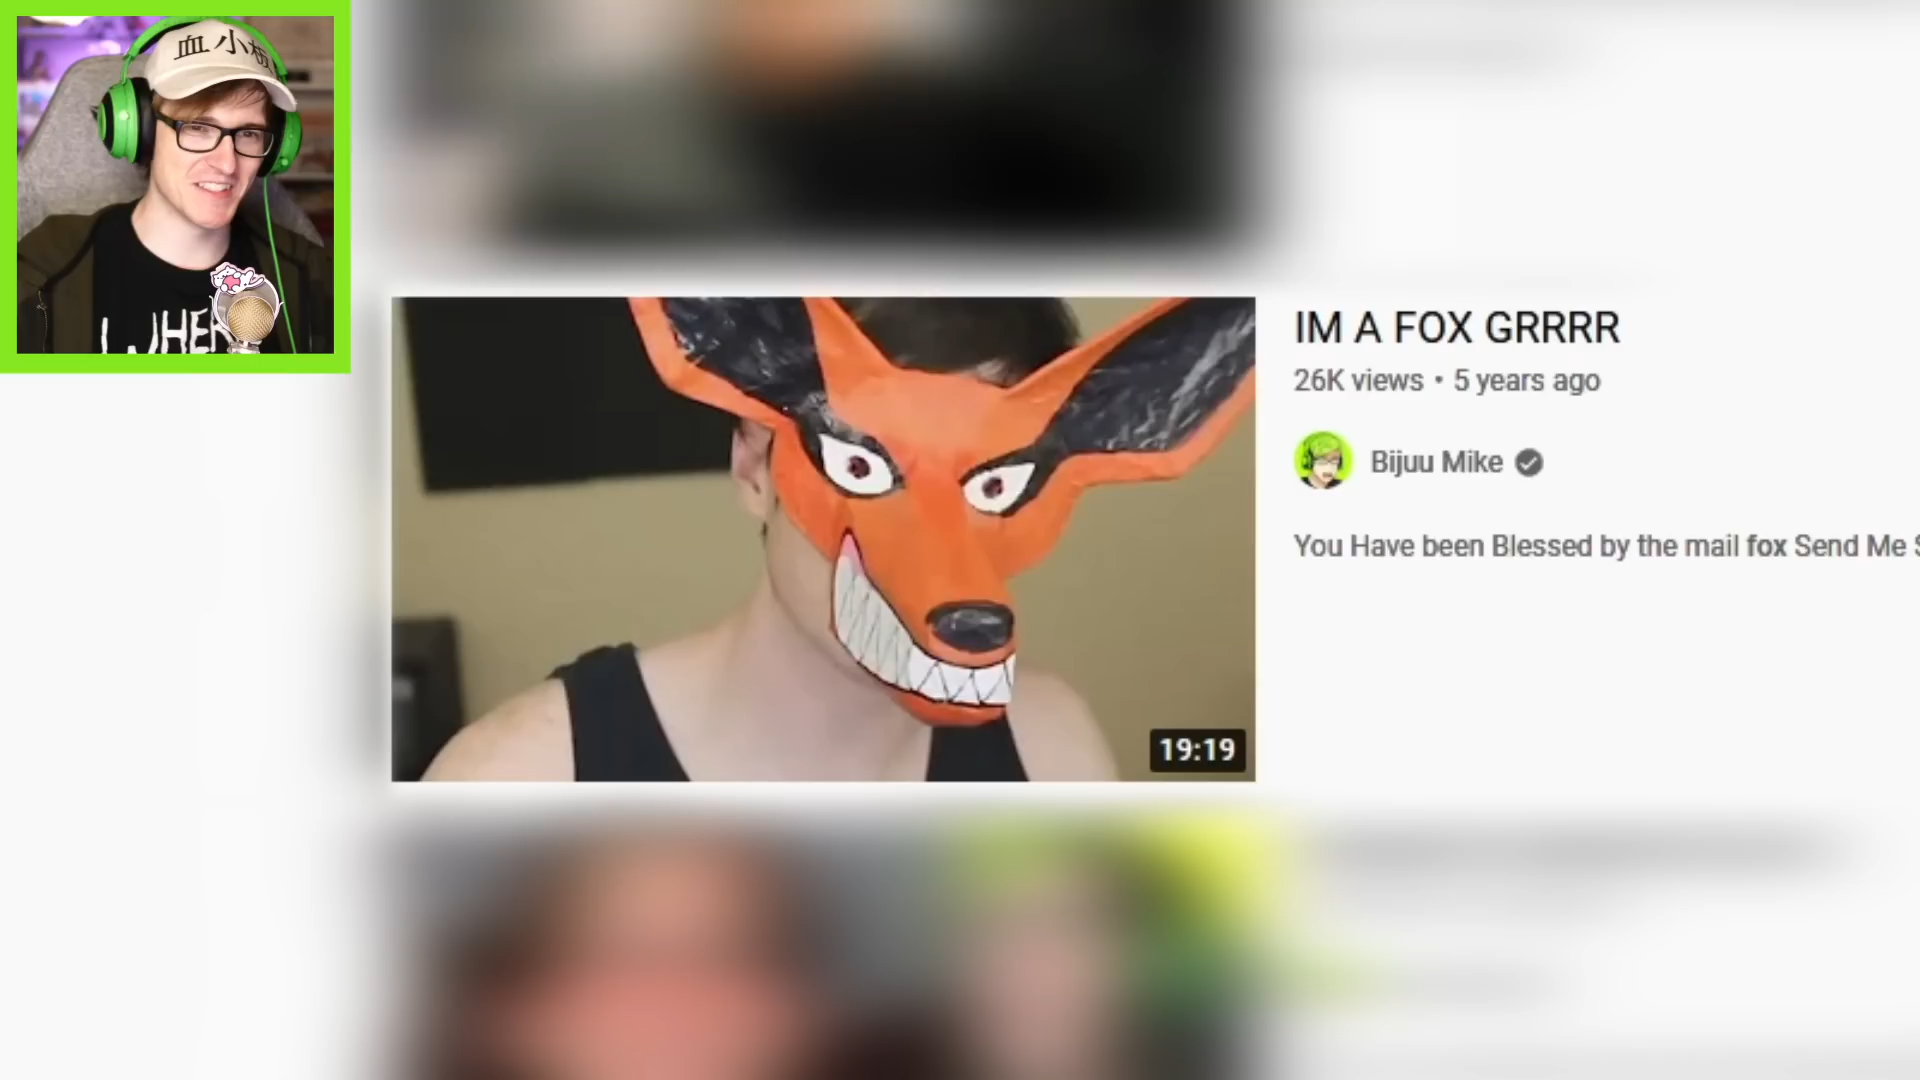 血小板
WHER
IM A FOX GRRRR
26K views • 5 years ago
Bijuu Mike
You Have been Blessed by the mail fox Send Me
19:19